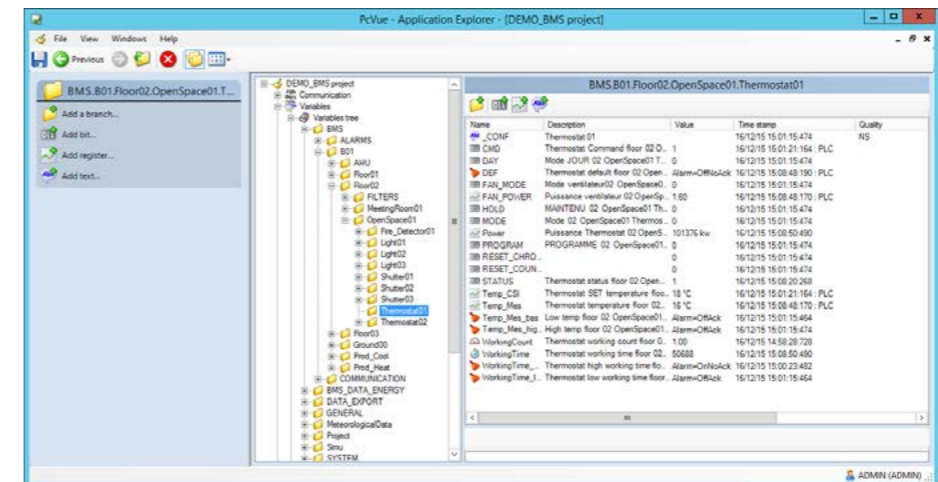 PcVue - Application Explorer - [DEMO_BMS project]
File View Windows Help
Previous
BMS.B01.Floor02.OpenSpace01.T...
Add a branch...
Add bit...
Add register...
Add text...
DEMO_BMS project
Communication
Variables
Variables tree
BMS
ALARMS
B01
AHU
Floor01
Floor02
FILTERS
MeetingRoom01
OpenSpace01
Fire_Detector01
Light01
Light02
Light03
Shutter01
Shutter02
Shutter03
Thermostat01
Thermostat02
Floor03
Ground00
Prod_Cool
Prod_Heat
COMMUNICATION
BMS_DATA_ENERGY
DATA_EXPORT
GENERAL
MeteorologicalData
Project
Simu
SYSTEM
BMS.B01.Floor02.OpenSpace01.Thermostat01
Name Description Value Time stamp Quality
_CONF Thermostat 01 16/12/15 15:01:15:474 NS
CMD Thermostat Command floor 02 O... 1 16/12/15 15:01:21:164 : PLC
DAY Mode JOUR 02 OpenSpace01 T... 0 16/12/15 15:01:15:474
DEF Thermostat default floor 02 Open... Alarm=OffNoAck 16/12/15 15:08:48:190 : PLC
FAN_MODE Mode ventilateur02 OpenSpace0... 0 16/12/15 15:01:15:474
FAN_POWER Puissance ventilateur 02 OpenSp... 1.60 16/12/15 15:08:48:170 : PLC
HOLD MAINTENU 02 OpenSpace01 Th... 0 16/12/15 15:01:15:474
MODE Mode 02 OpenSpace01 Thermos... 0 16/12/15 15:01:15:474
Power Puissance Thermostat 02 OpenS... 101376 kw 16/12/15 15:08:50:490
PROGRAM PROGRAMME 02 OpenSpace01... 0 16/12/15 15:01:15:474
RESET_CHRO... 0 16/12/15 15:01:15:474
RESET_COUN... 0 16/12/15 15:01:15:474
STATUS Thermostat status floor 02 Open... 1 16/12/15 15:08:20:268
Temp_CSI Thermostat SET temperature floo... 18 °C 16/12/15 15:01:21:164 : PLC
Temp_Mes Thermostat temperature floor 02... 16 °C 16/12/15 15:08:48:170 : PLC
Temp_Mes_bas Low temp floor 02 OpenSpace01... Alarm=OffAck 16/12/15 15:01:15:464
Temp_Mes_hig... High temp floor 02 OpenSpace01... Alarm=OffAck 16/12/15 15:01:15:474
WorkingCount Thermostat working count floor 0... 1.00 16/12/15 14:58:28:728
WorkingTime Thermostat working time floor 02... 50688 16/12/15 15:08:50:490
WorkingTime_... Thermostat high working time flo... Alarm=OnNoAck 16/12/15 15:00:23:482
WorkingTime_l... Thermostat low working time floor... Alarm=OffAck 16/12/15 15:01:15:464
ADMIN (ADMIN)